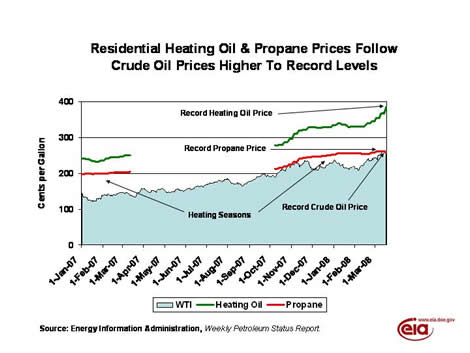 Residential Heating Oil & Propane Prices Follow
Crude Oil Prices Higher To Record Levels
Cents per Gallon
400
300
200
100
0
Record Heating Oil Price
Record Propane Price
Heating Seasons
Record Crude Oil Price
1-Jan-07
1-Feb-07
1-Mar-07
1-Apr-07
1-May-07
1-Jun-07
1-Jul-07
1-Aug-07
1-Sep-07
1-Oct-07
1-Nov-07
1-Dec-07
1-Jan-08
1-Feb-08
1-Mar-08
WTI Heating Oil Propane
Source: Energy Information Administration, Weekly Petroleum Status Report.
eia
www.eia.doe.gov